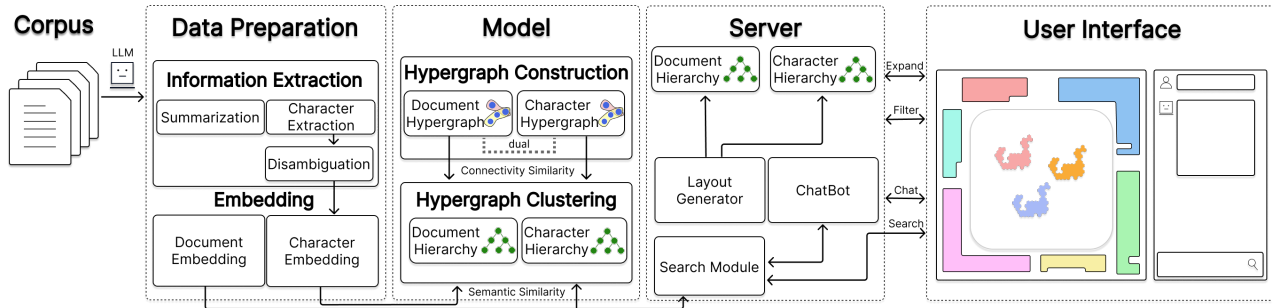 Corpus
LLM
Data Preparation
Information Extraction
Summarization
Character
Extraction
Disambiguation
Embedding
Document
Embedding
Character
Embedding
Model
Hypergraph Construction
Document
Hypergraph
Character
Hypergraph
dual
Connectivity Similarity
Hypergraph Clustering
Document
Hierarchy
Character
Hierarchy
Semantic Similarity
Server
Document
Hierarchy
Character
Hierarchy
Layout
Generator
ChatBot
Search Module
Expand
Filter
Chat
Search
User Interface